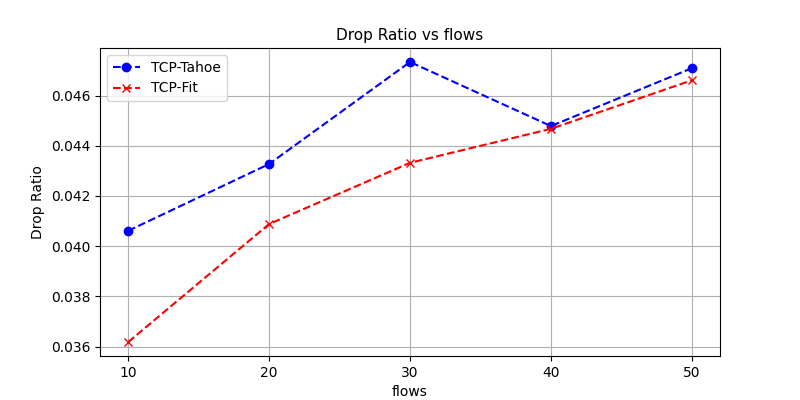 Drop Ratio vs flows
TCP-Tahoe
TCP-Fit
Drop Ratio
0.046
0.044
0.042
0.040
0.038
0.036
10 20 30 40 50
flows